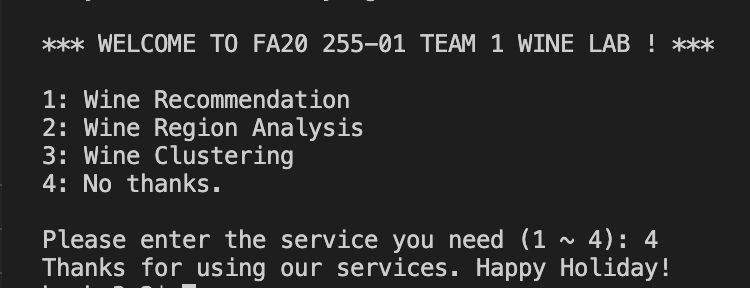 *** WELCOME TO FA20 255-01 TEAM 1 WINE LAB ! ***
1: Wine Recommendation
2: Wine Region Analysis
3: Wine Clustering
4: No thanks.
Please enter the service you need (1 ~ 4): 4
Thanks for using our services. Happy Holiday!